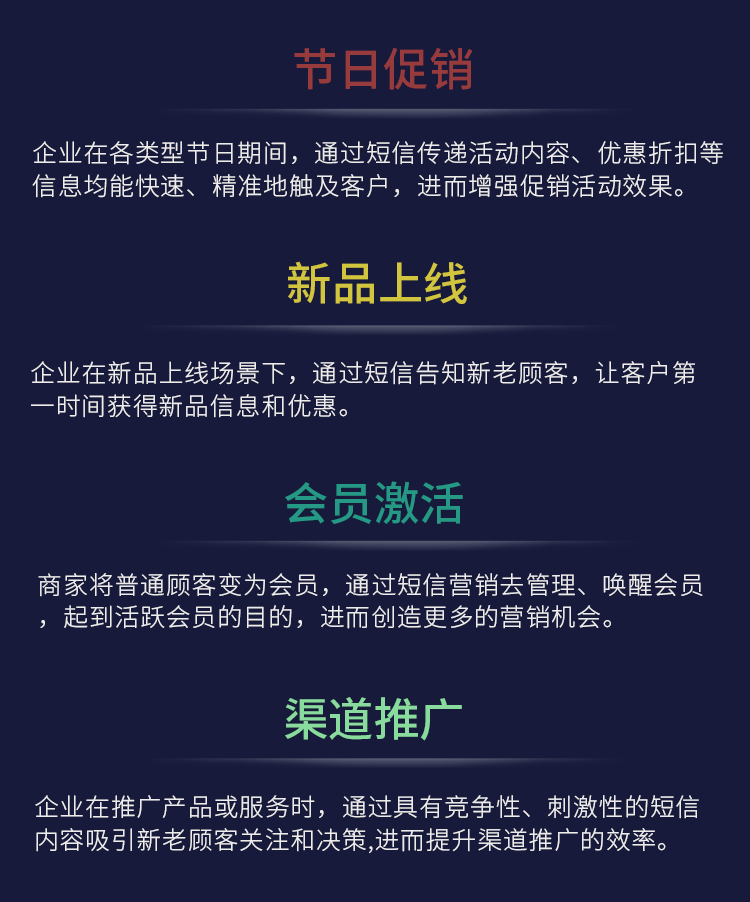 节日促销
企业在各类型节日期间，通过短信传递活动内容、优惠折扣等
信息均能快速、精准地触及客户，进而增强促销活动效果。
新品上线
企业在新品上线场景下，通过短信告知新老顾客，让客户第
一时间获得新品信息和优惠。
会员激活
商家将普通顾客变为会员，通过短信营销去管理、唤醒会员
，起到活跃会员的目的，进而创造更多的营销机会。
渠道推广
企业在推广产品或服务时，通过具有竞争性、刺激性的短信
内容吸引新老顾客关注和决策,进而提升渠道推广的效率。